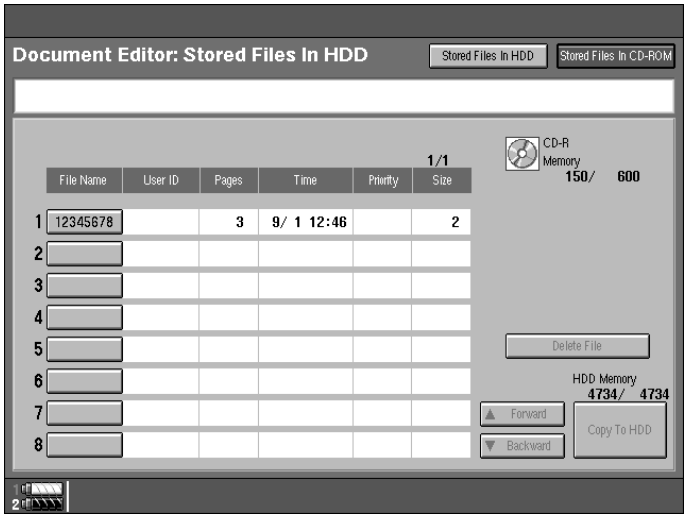 Document Editor: Stored Files In HDD
Stored Files In HDD
Stored Files In CD-ROM
CD-R
Memory
150/ 600
1/1
File Name User ID Pages Time Priority Size
1 12345678 3 9/ 1 12:46 2
2
3
4
5
6
7
8
Delete File
HDD Memory
4734/ 4734
▲ Forward
▼ Backward
Copy To HDD
1
2